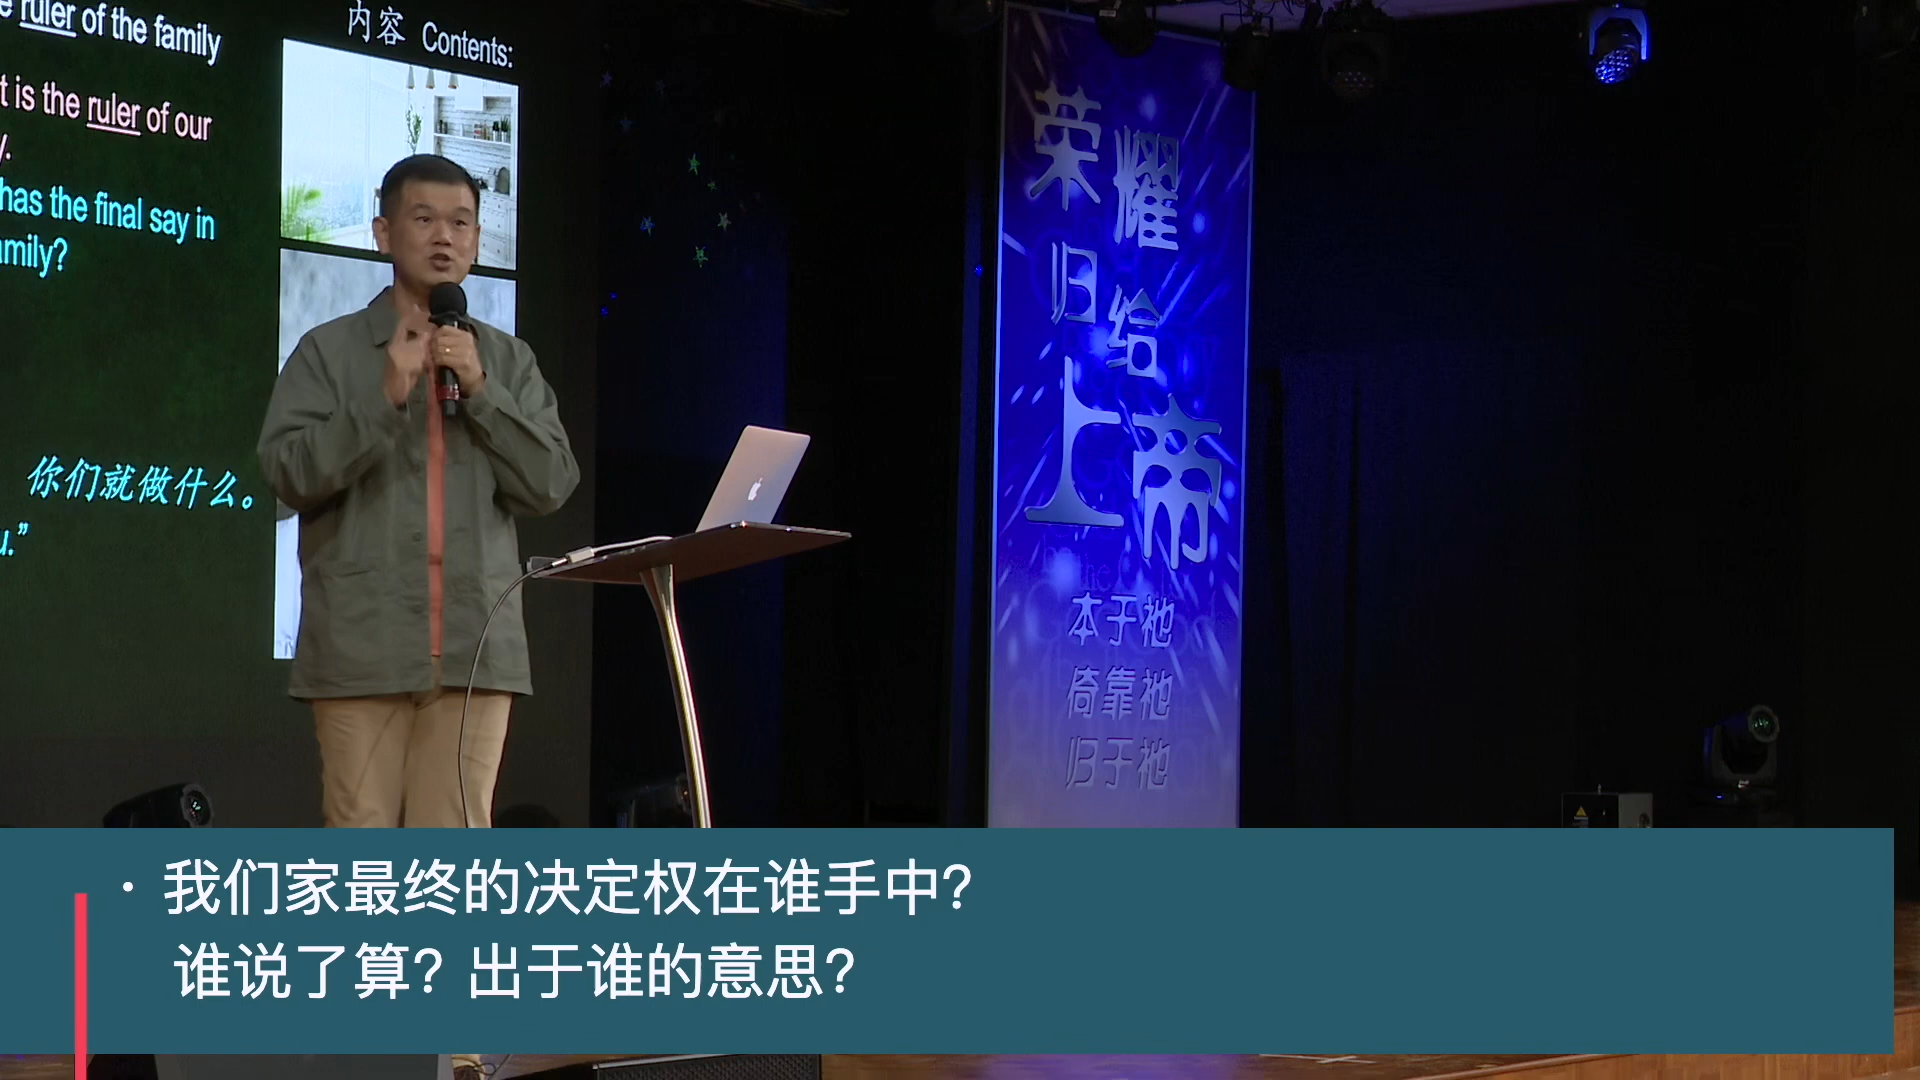 ruler of the family
内容 Contents:
t is the ruler of our
y.
has the final say in
amily?
你们就做什么。
u.”
荣耀
归给
上帝
本于祂
倚靠祂
归于祂
· 我们家最终的决定权在谁手中?
谁说了算? 出于谁的意思?